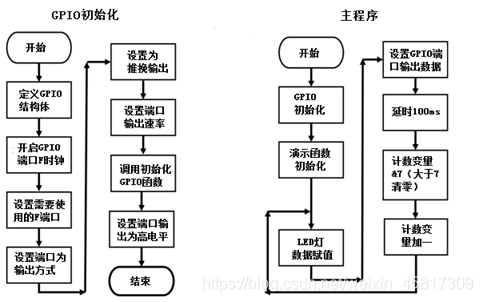 GPIO初始化
开始
定义GPIO
结构体
开启GPIO
端口F时钟
设置需要使
用的F端口
设置端口为
输出方式
设置为
推换输出
设置端口
输出速率
调用初始化
GPIO函数
设置端口输
出为高电平
结束
主程序
开始
GPIO
初始化
演示函数
初始化
LED灯
数据赋值
设置GPIO端
口输出数据
延时100ms
计数变量
&7（大于7
清零）
计数变
量加一
https://blog.csdn.net/weixin_46817309